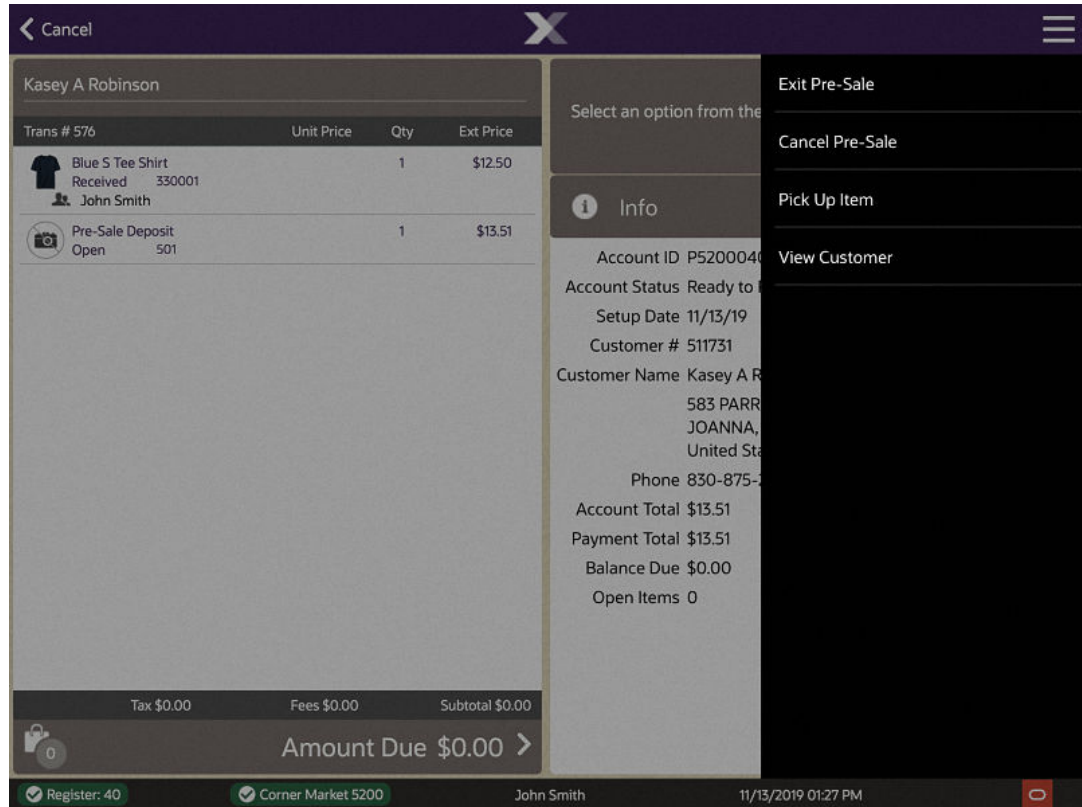 Cancel
X
Kasey A Robinson
Trans # 576 Unit Price Qty Ext Price
Blue S Tee Shirt 1 $12.50
Received 330001
John Smith
Pre-Sale Deposit 1 $13.51
Open 501
Tax $0.00 Fees $0.00 Subtotal $0.00
0 Amount Due $0.00
Select an option from the
Info
Account ID P520004
Account Status Ready to
Setup Date 11/13/19
Customer # 511731
Customer Name Kasey A R
583 PARR
JOANNA,
United Sta
Phone 830-875-
Account Total $13.51
Payment Total $13.51
Balance Due $0.00
Open Items 0
Exit Pre-Sale
Cancel Pre-Sale
Pick Up Item
View Customer
Register: 40 Corner Market 5200 John Smith 11/13/2019 01:27 PM